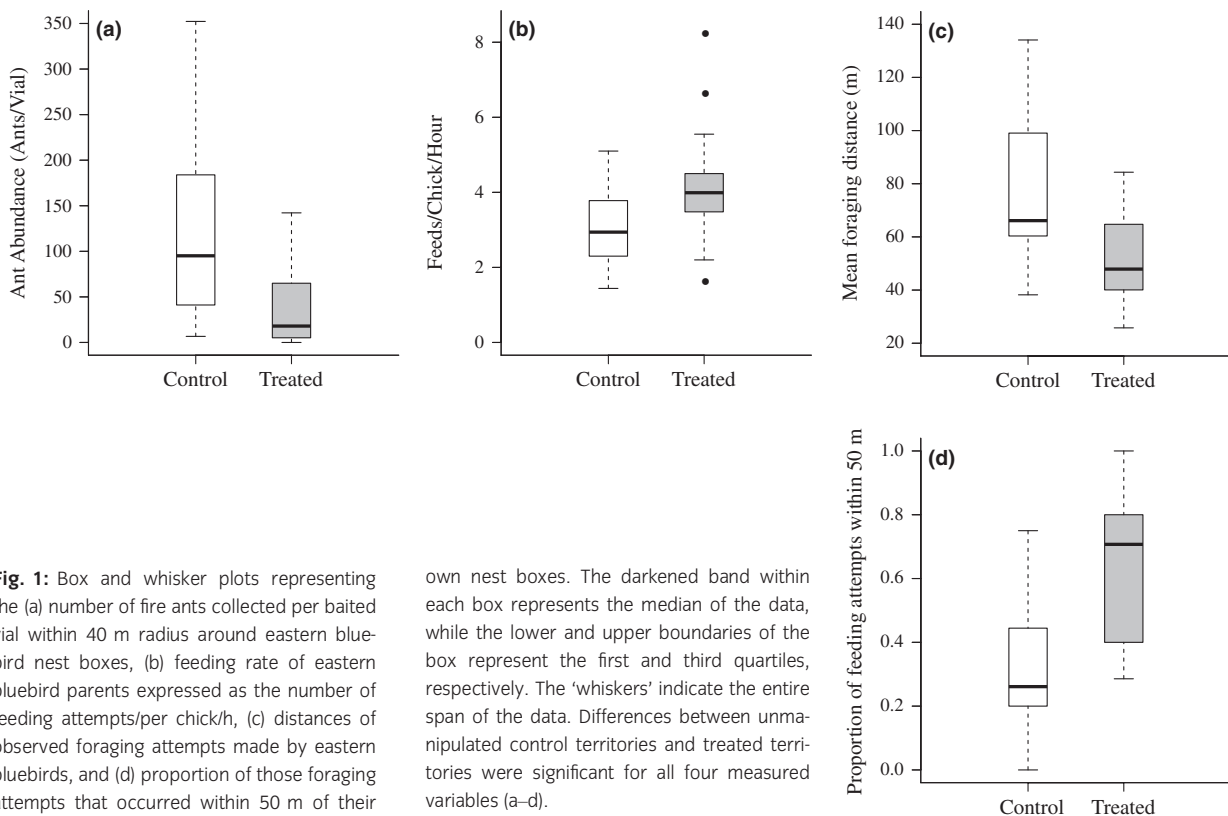 (a)
Ant Abundance (Ants/Vial)
350
300
250
200
150
100
50
0
Control Treated
(b)
Feeds/Chick/Hour
8
6
4
2
0
Control Treated
(c)
Mean foraging distance (m)
140
120
100
80
60
40
20
Control Treated
(d)
Proportion of feeding attempts within 50 m
1.0
0.8
0.6
0.4
0.2
0.0
Control Treated
Fig. 1: Box and whisker plots representing
the (a) number of fire ants collected per baited
vial within 40 m radius around eastern blue-
bird nest boxes, (b) feeding rate of eastern
bluebird parents expressed as the number of
feeding attempts/per chick/h, (c) distances of
observed foraging attempts made by eastern
bluebirds, and (d) proportion of those foraging
attempts that occurred within 50 m of their
own nest boxes. The darkened band within
each box represents the median of the data,
while the lower and upper boundaries of the
box represent the first and third quartiles,
respectively. The ‘whiskers’ indicate the entire
span of the data. Differences between unma-
nipulated control territories and treated terri-
tories were significant for all four measured
variables (a–d).